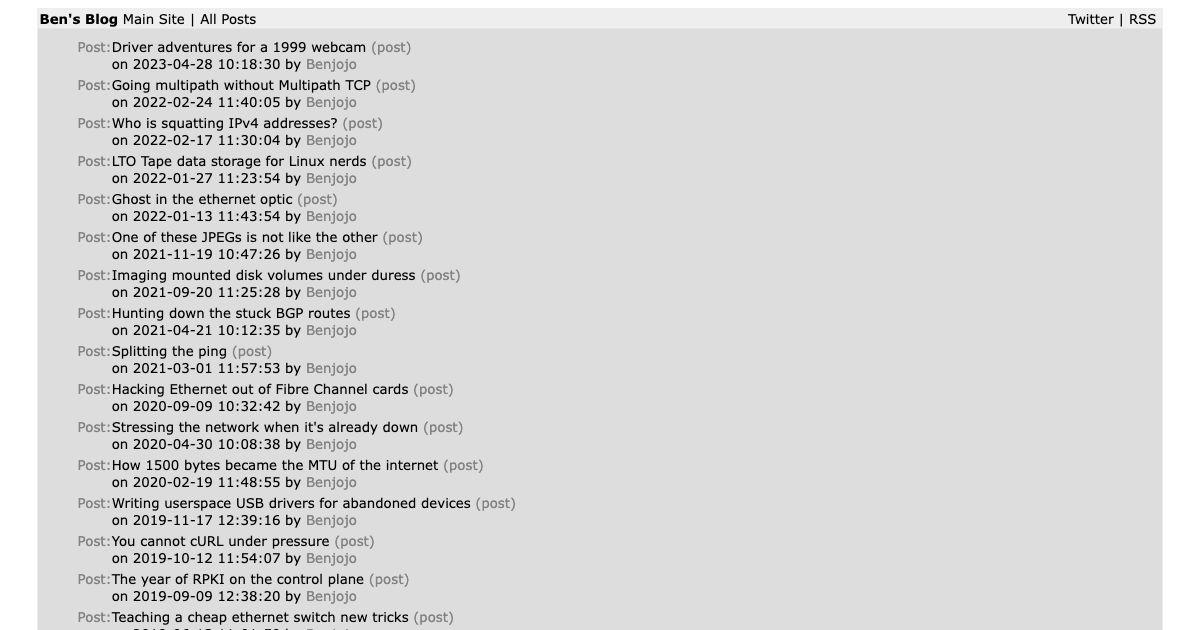 Ben's Blog Main Site | All Posts Twitter | RSS
Post:Driver adventures for a 1999 webcam (post)
on 2023-04-28 10:18:30 by Benjojo
Post:Going multipath without Multipath TCP (post)
on 2022-02-24 11:40:05 by Benjojo
Post:Who is squatting IPv4 addresses? (post)
on 2022-02-17 11:30:04 by Benjojo
Post:LTO Tape data storage for Linux nerds (post)
on 2022-01-27 11:23:54 by Benjojo
Post:Ghost in the ethernet optic (post)
on 2022-01-13 11:43:54 by Benjojo
Post:One of these JPEGs is not like the other (post)
on 2021-11-19 10:47:26 by Benjojo
Post:Imaging mounted disk volumes under duress (post)
on 2021-09-20 11:25:28 by Benjojo
Post:Hunting down the stuck BGP routes (post)
on 2021-04-21 10:12:35 by Benjojo
Post:Splitting the ping (post)
on 2021-03-01 11:57:53 by Benjojo
Post:Hacking Ethernet out of Fibre Channel cards (post)
on 2020-09-09 10:32:42 by Benjojo
Post:Stressing the network when it's already down (post)
on 2020-04-30 10:08:38 by Benjojo
Post:How 1500 bytes became the MTU of the internet (post)
on 2020-02-19 11:48:55 by Benjojo
Post:Writing userspace USB drivers for abandoned devices (post)
on 2019-11-17 12:39:16 by Benjojo
Post:You cannot cURL under pressure (post)
on 2019-10-12 11:54:07 by Benjojo
Post:The year of RPKI on the control plane (post)
on 2019-09-09 12:38:20 by Benjojo
Post:Teaching a cheap ethernet switch new tricks (post)